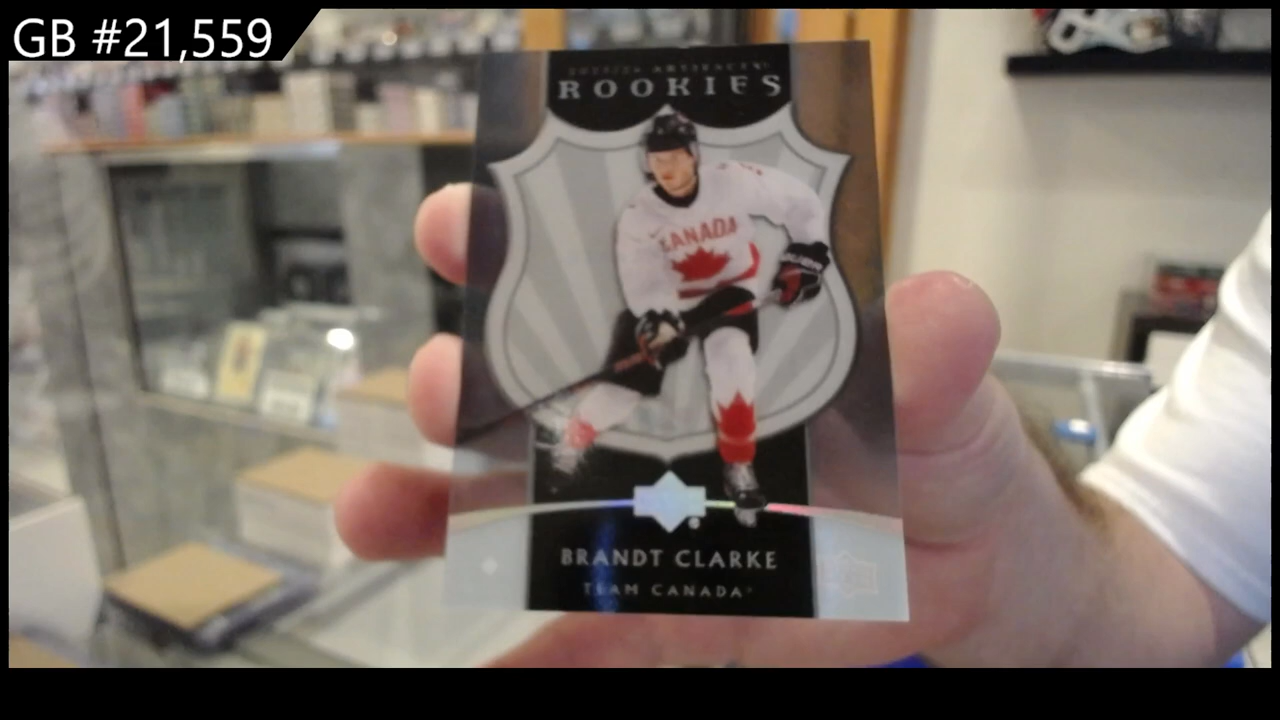 GB #21,559
ROOKIES
CANADA
BRANDT CLARKE
TEAM CANADA